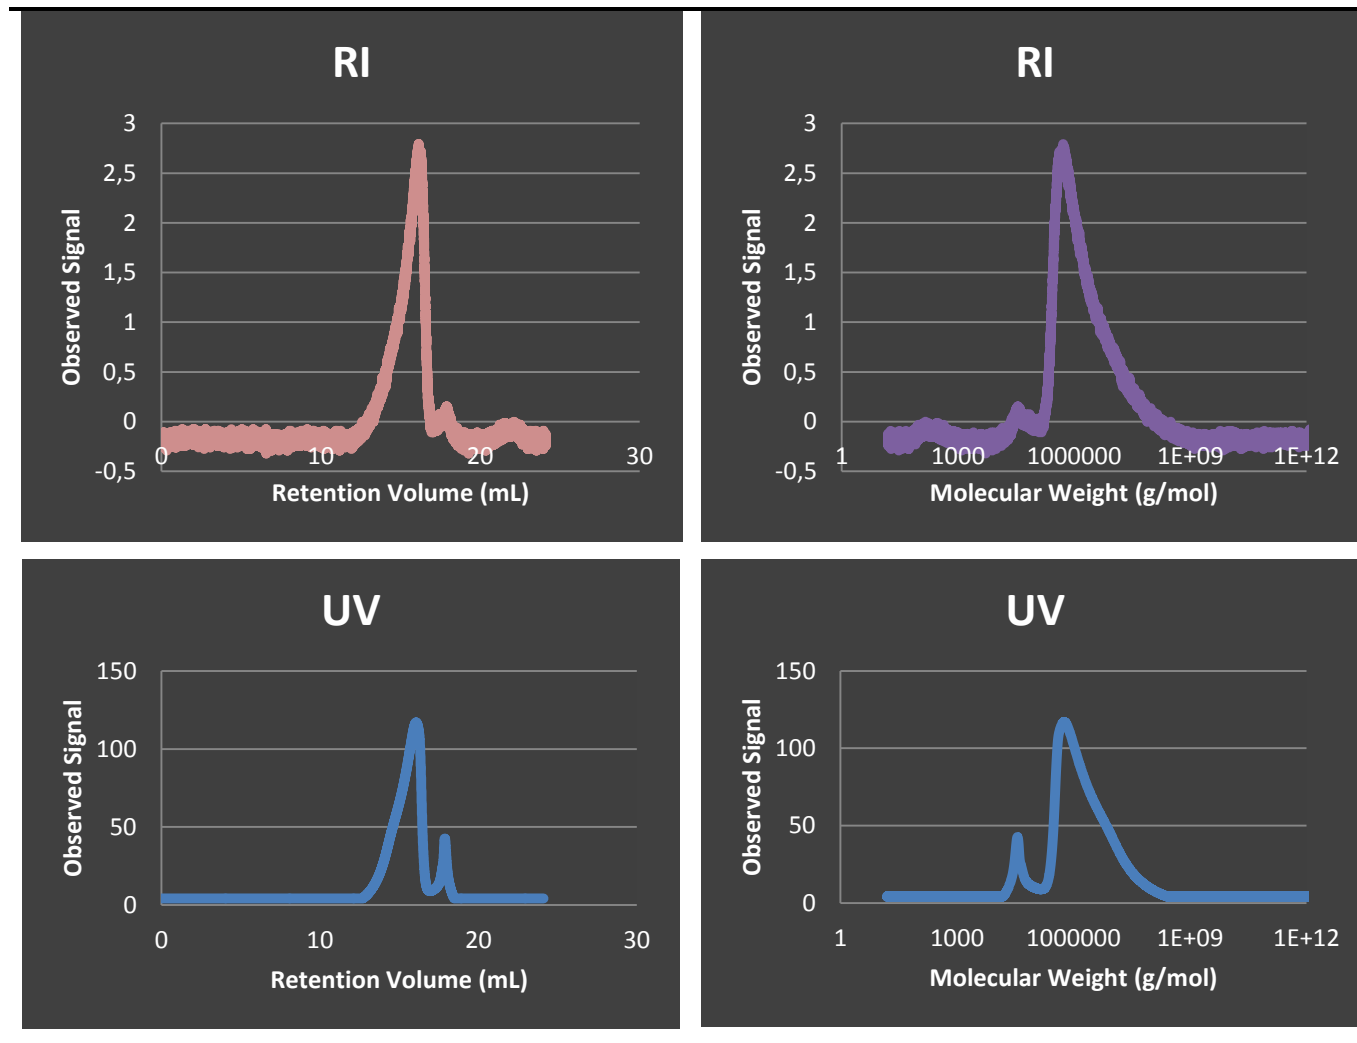 RI
3
2,5
2
1,5
1
0,5
0
-0,5
0 10 20 30
Observed Signal
Retention Volume (mL)
RI
3
2,5
2
1,5
1
0,5
0
-0,5
1 1000 1000000 1E+09 1E+12
Observed Signal
Molecular Weight (g/mol)
UV
150
100
50
0
0 10 20 30
Observed Signal
Retention Volume (mL)
UV
150
100
50
0
1 1000 1000000 1E+09 1E+12
Observed Signal
Molecular Weight (g/mol)